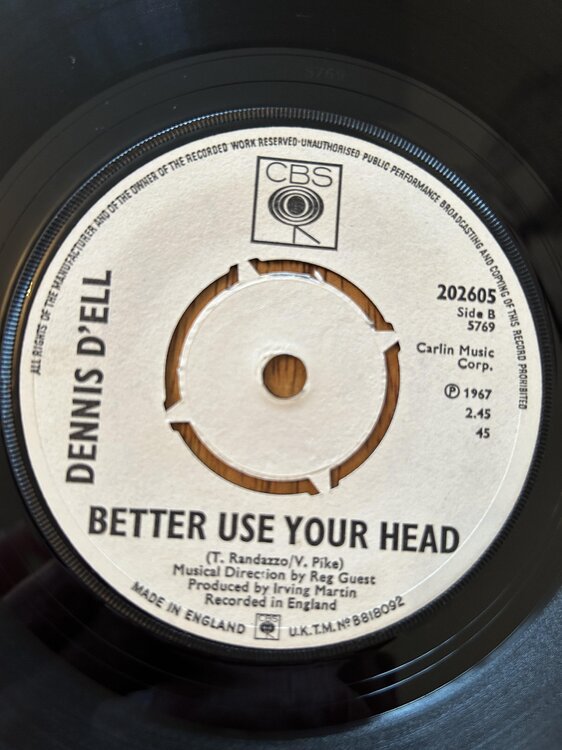 ALL RIGHTS OF THE MANUFACTURER AND OF THE OWNER OF THE RECORDED WORK RESERVED-UNAUTHORISED PUBLIC PERFORMANCE BROADCASTING AND COPYING OF THIS RECORD PROHIBITED
CBS
202605
Side B
5769
Carlin Music
Corp.
Ⓟ 1967
2.45
45
DENNIS D'ELL
BETTER USE YOUR HEAD
(T. Randazzo/V. Pike)
Musical Direction by Reg Guest
Produced by Irving Martin
Recorded in England
MADE IN ENGLAND CBS U.K.T.M. Nº B818092
5769